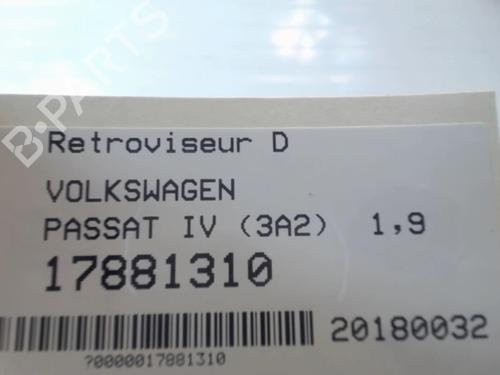 B-PARTS
Retroviseur D
VOLKSWAGEN
PASSAT IV (3A2) 1,9
17881310
20180032
?0000017881310